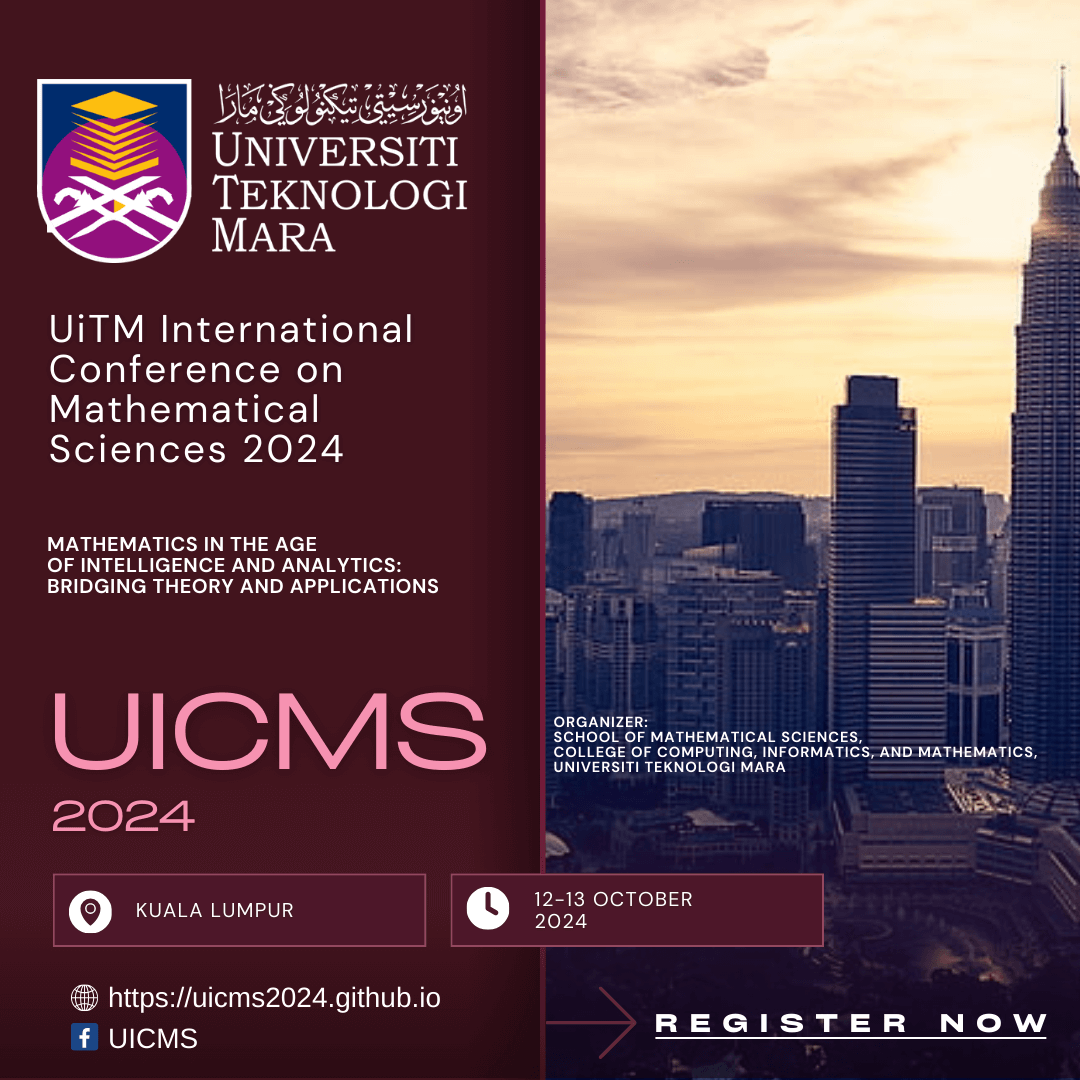 اونيۏرسيتي تيکنولوݢي مارا
UNIVERSITI
TEKNOLOGI
MARA
UiTM International
Conference on
Mathematical
Sciences 2024
MATHEMATICS IN THE AGE
OF INTELLIGENCE AND ANALYTICS:
BRIDGING THEORY AND APPLICATIONS
UICMS
2024
ORGANIZER:
SCHOOL OF MATHEMATICAL SCIENCES,
COLLEGE OF COMPUTING, INFORMATICS, AND MATHEMATICS,
UNIVERSITI TEKNOLOGI MARA
KUALA LUMPUR
12-13 OCTOBER
2024
https://uicms2024.github.io
UICMS
REGISTER NOW